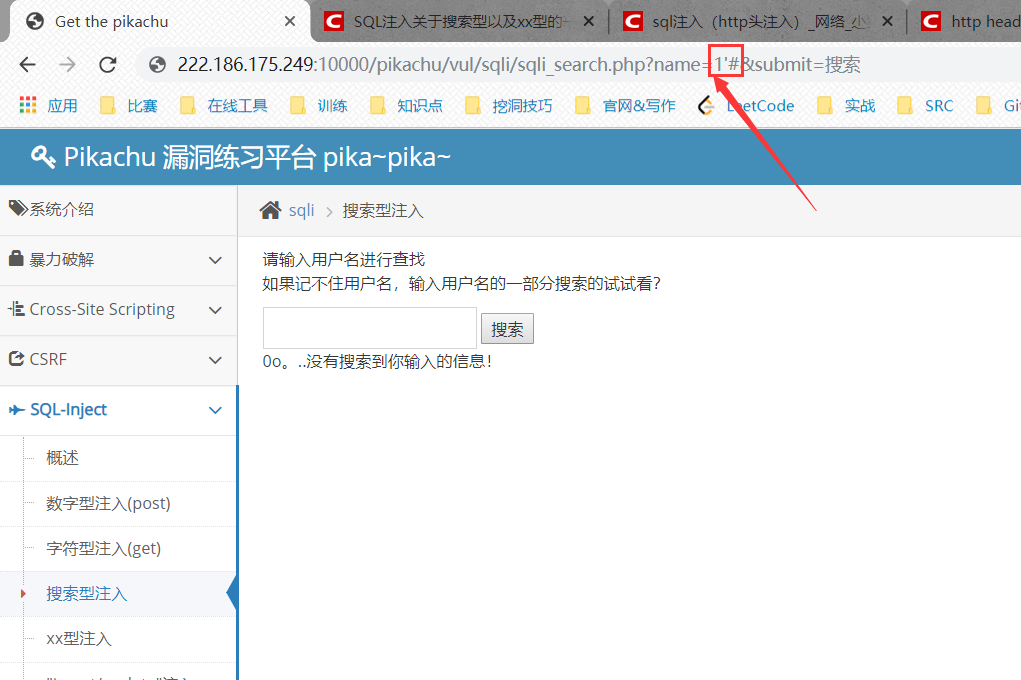 Get the pikachu
SQL注入关于搜索型以及xx型的一
sql注入（http头注入）_网络_小
http head
222.186.175.249:10000/pikachu/vul/sqli/sqli_search.php?name=1'#&submit=搜索
应用 比赛 在线工具 训练 知识点 挖洞技巧 官网&写作 LeetCode 实战 SRC Gi
Pikachu 漏洞练习平台 pika~pika~
系统介绍
暴力破解
Cross-Site Scripting
CSRF
SQL-Inject
概述
数字型注入(post)
字符型注入(get)
搜索型注入
xx型注入
sqli 搜索型注入
请输入用户名进行查找
如果记不住用户名，输入用户名的一部分搜索的试试看?
搜索
0o。..没有搜索到你输入的信息!